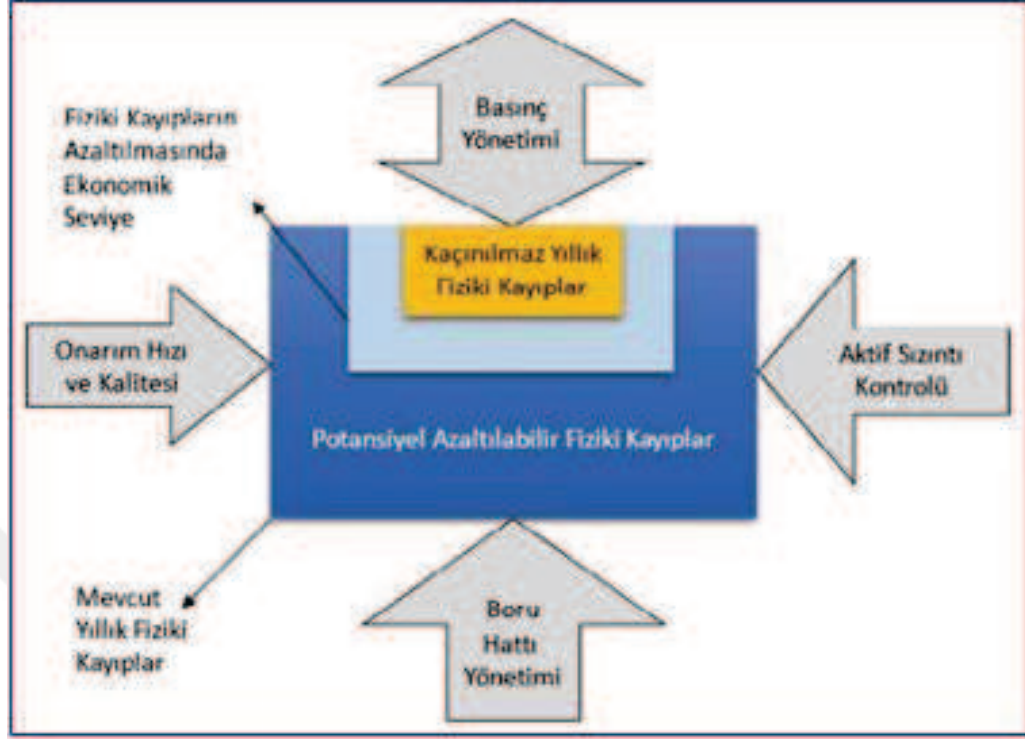 Basınç
Yönetimi
Fiziki Kayıpların
Azaltılmasında
Ekonomik
Seviye
Kaçınılmaz Yıllık
Fiziki Kayıplar
Onarım Hızı
ve Kalitesi
Aktif Sızıntı
Kontrolü
Potansiyel Azaltılabilir Fiziki Kayıplar
Mevcut
Yıllık Fiziki
Kayıplar
Boru
Hattı
Yönetimi